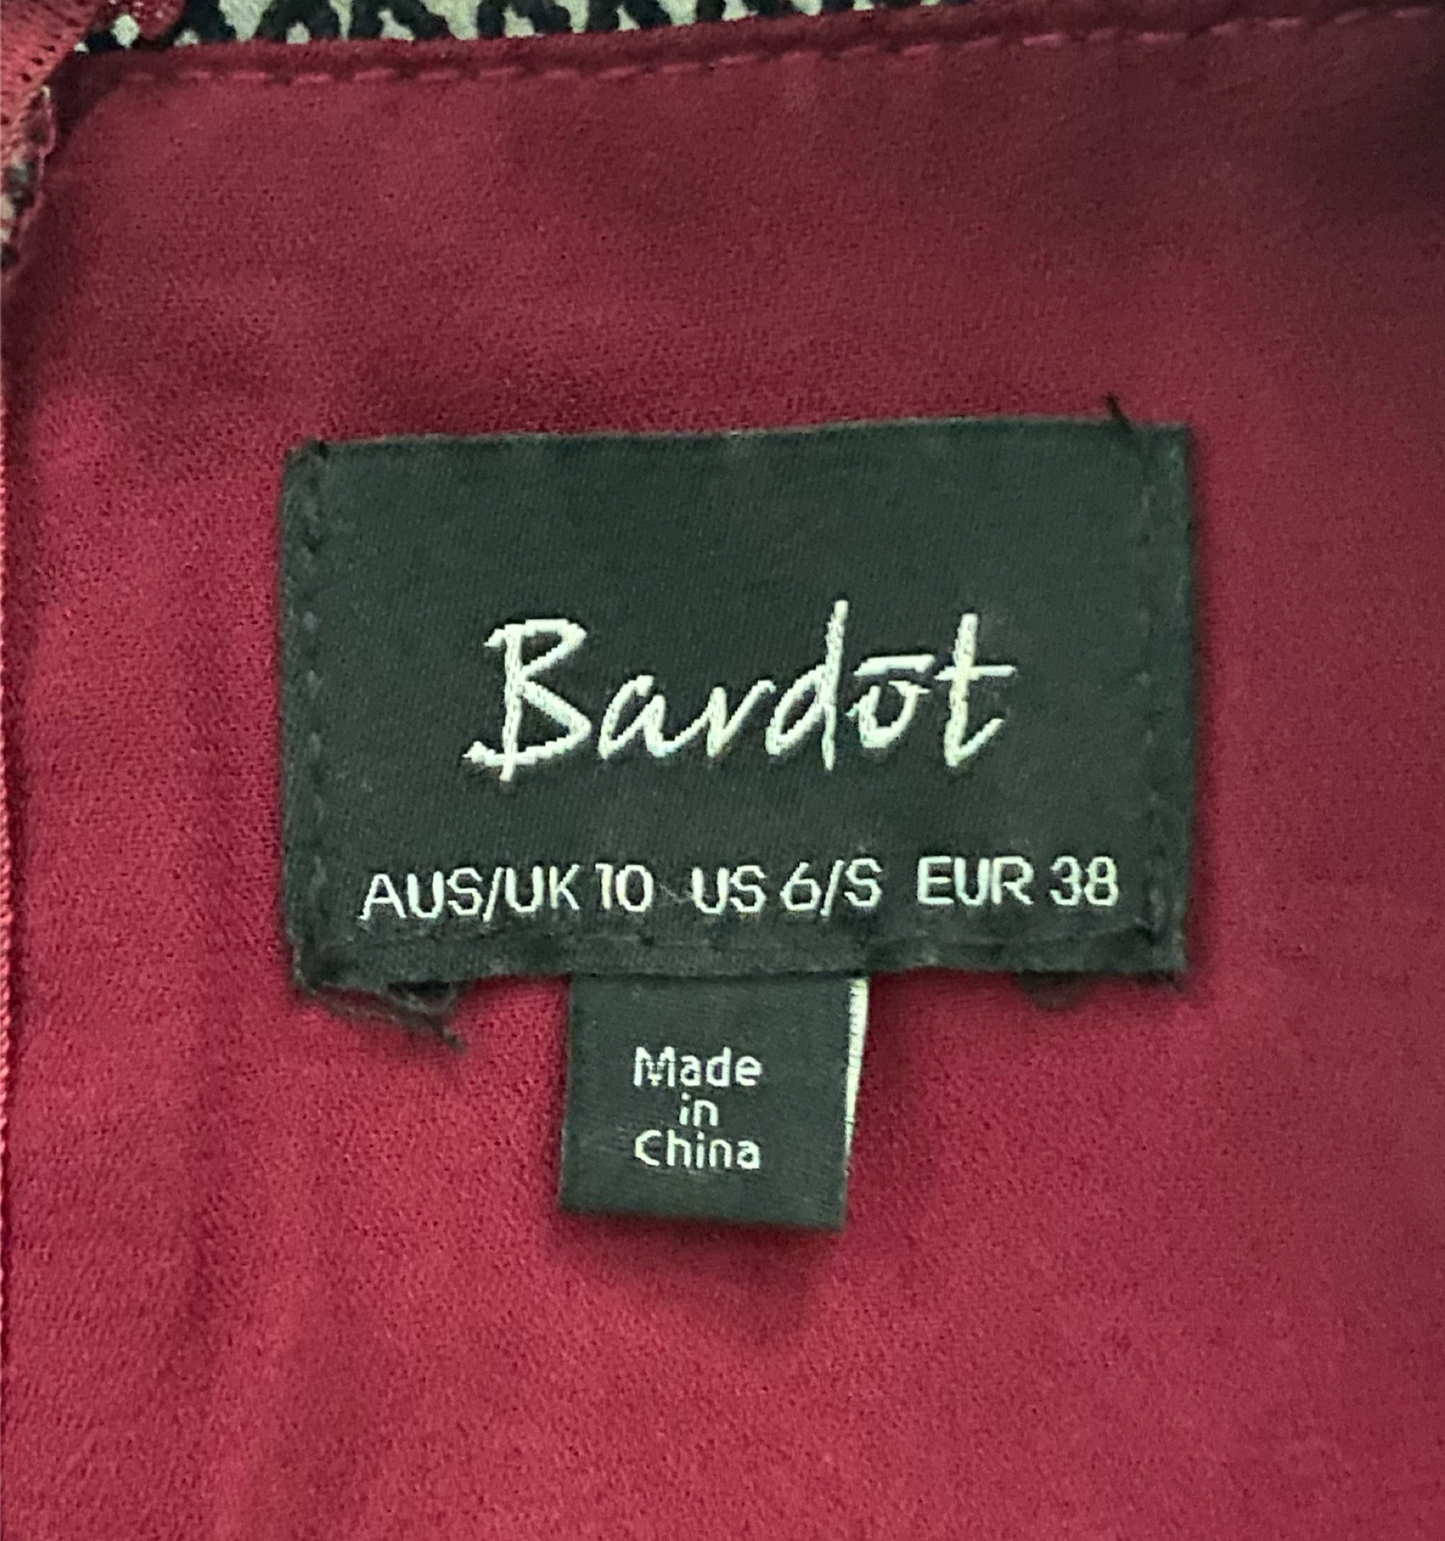 Bardōt
AUS/UK 10 US 6/S EUR 38
Made
in
China